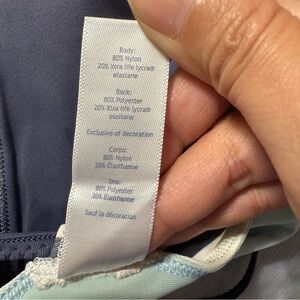 Body:
80% Nylon
20% Xtra life lycra®
elastane
Back:
80% Polyester
20% Xtra life lycra®
elastane
Exclusive of decoration
Corps:
80% Nylon
20% Élasthanne
Dos:
80% Polyester
20% Élasthanne
Sauf la décoration